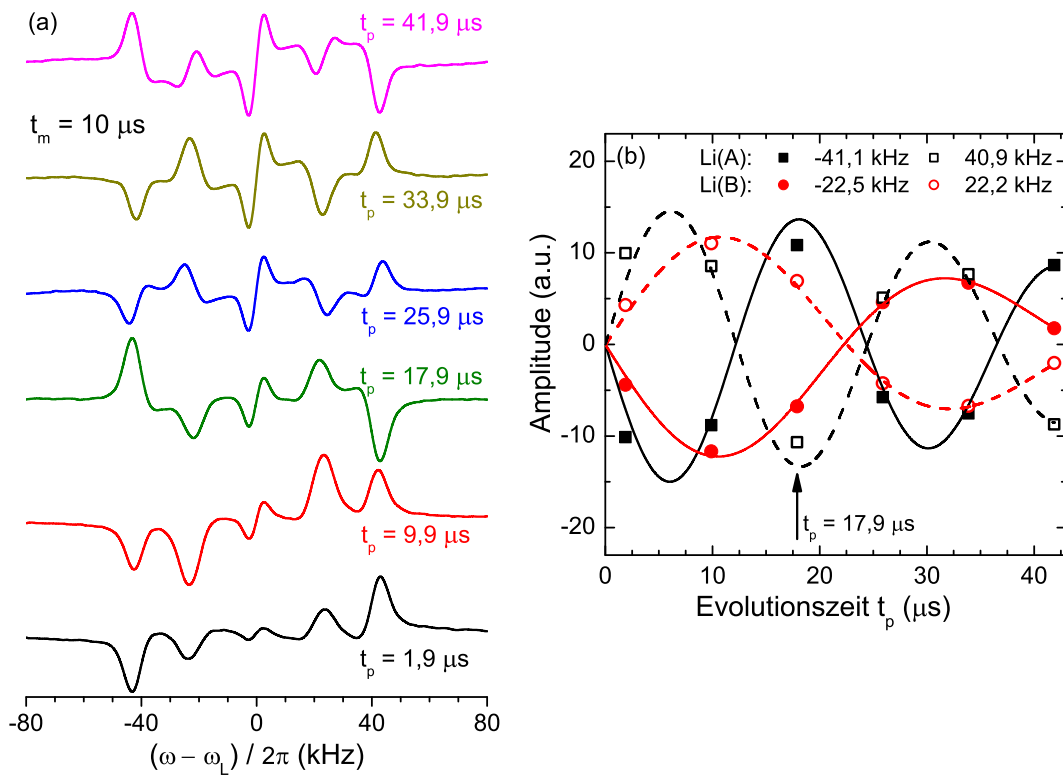 (a)
t_p = 41,9 μs
t_m = 10 μs
t_p = 33,9 μs
t_p = 25,9 μs
t_p = 17,9 μs
t_p = 9,9 μs
t_p = 1,9 μs
-80 -40 0 40 80
(ω − ω_L) / 2π (kHz)
(b)
Li(A): -41,1 kHz 40,9 kHz
Li(B): -22,5 kHz 22,2 kHz
20
10
0
-10
-20
Amplitude (a.u.)
t_p = 17,9 μs
0 10 20 30 40
Evolutionszeit t_p (μs)